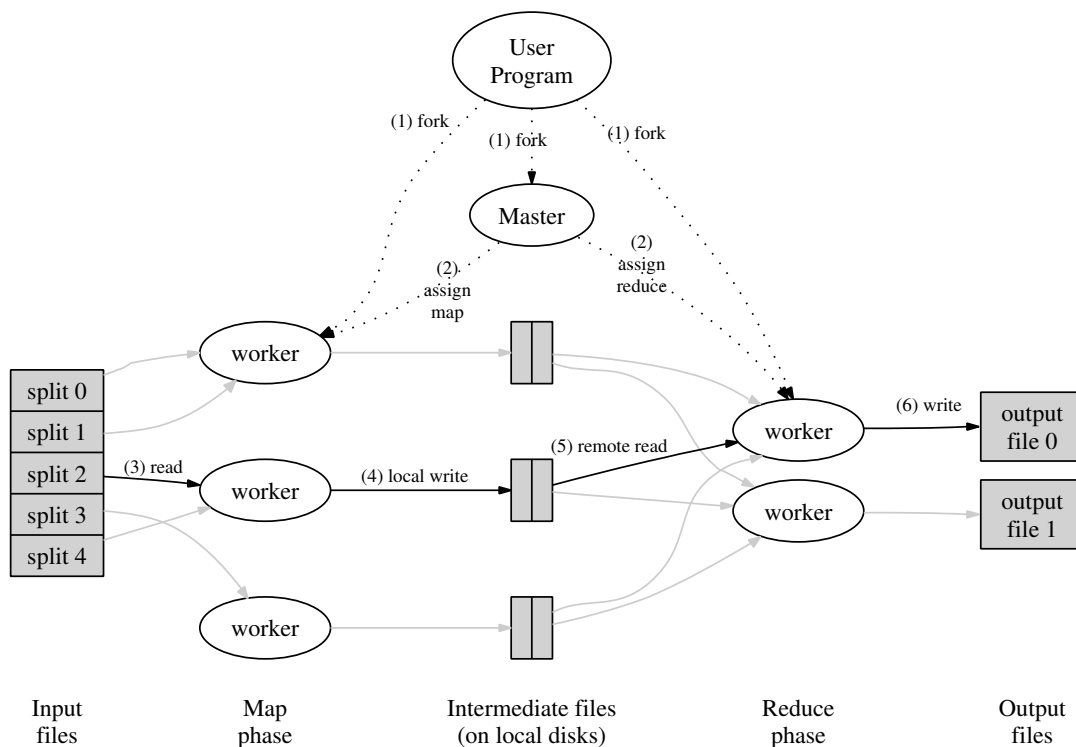 User
Program
(1) fork
(1) fork
(1) fork
Master
(2)
assign
map
(2)
assign
reduce
worker
split 0
split 1
split 2
split 3
split 4
(3) read
worker
(4) local write
(5) remote read
worker
(6) write
output
file 0
worker
output
file 1
worker
Input
files
Map
phase
Intermediate files
(on local disks)
Reduce
phase
Output
files